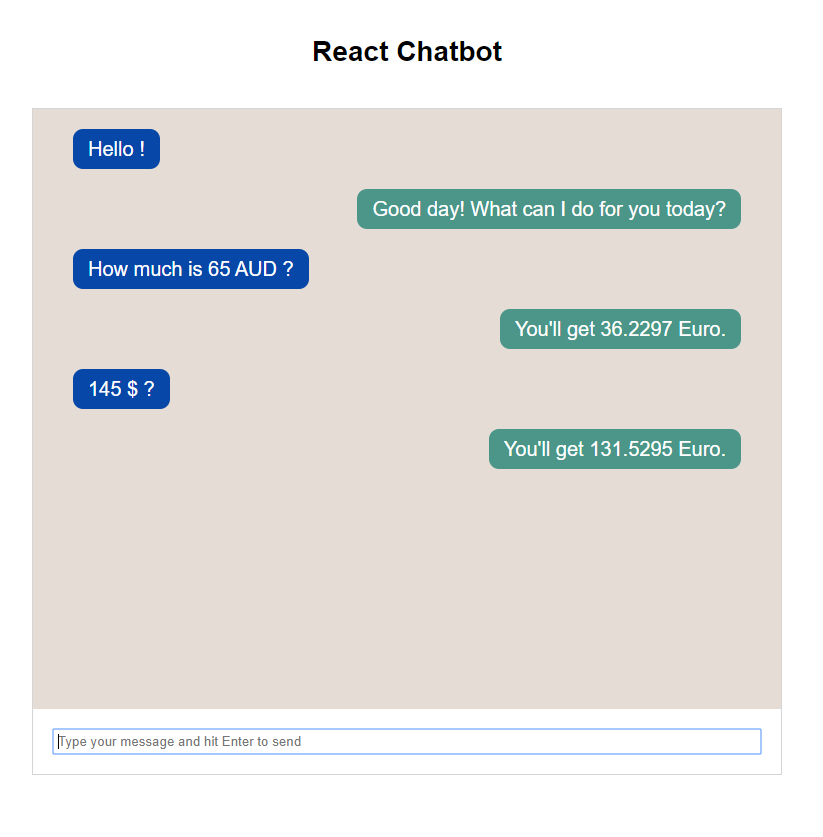 React Chatbot
Hello !
Good day! What can I do for you today?
How much is 65 AUD ?
You'll get 36.2297 Euro.
145 $ ?
You'll get 131.5295 Euro.
Type your message and hit Enter to send